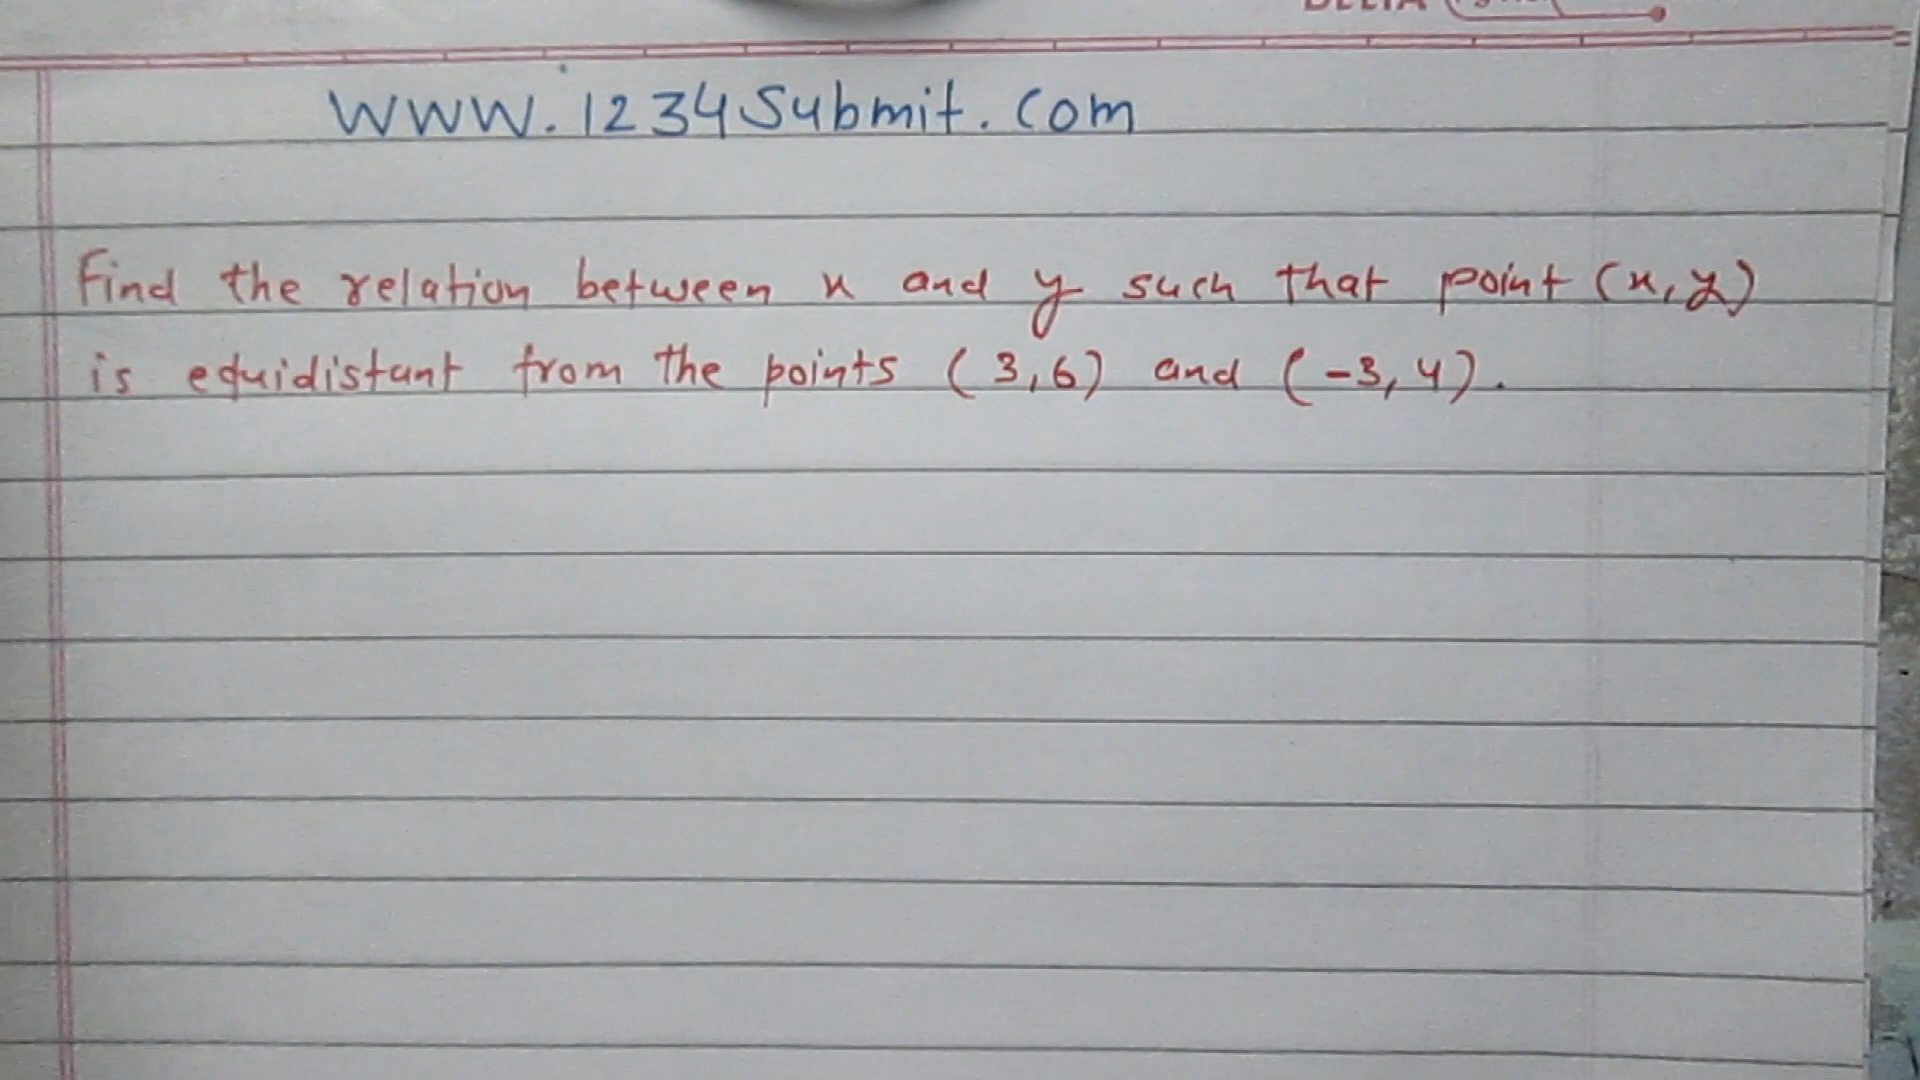 DELTA
WWW.1234Submit.com
Find the relation between x and y such that point (x,y)
is equidistant from the points (3,6) and (-3,4).